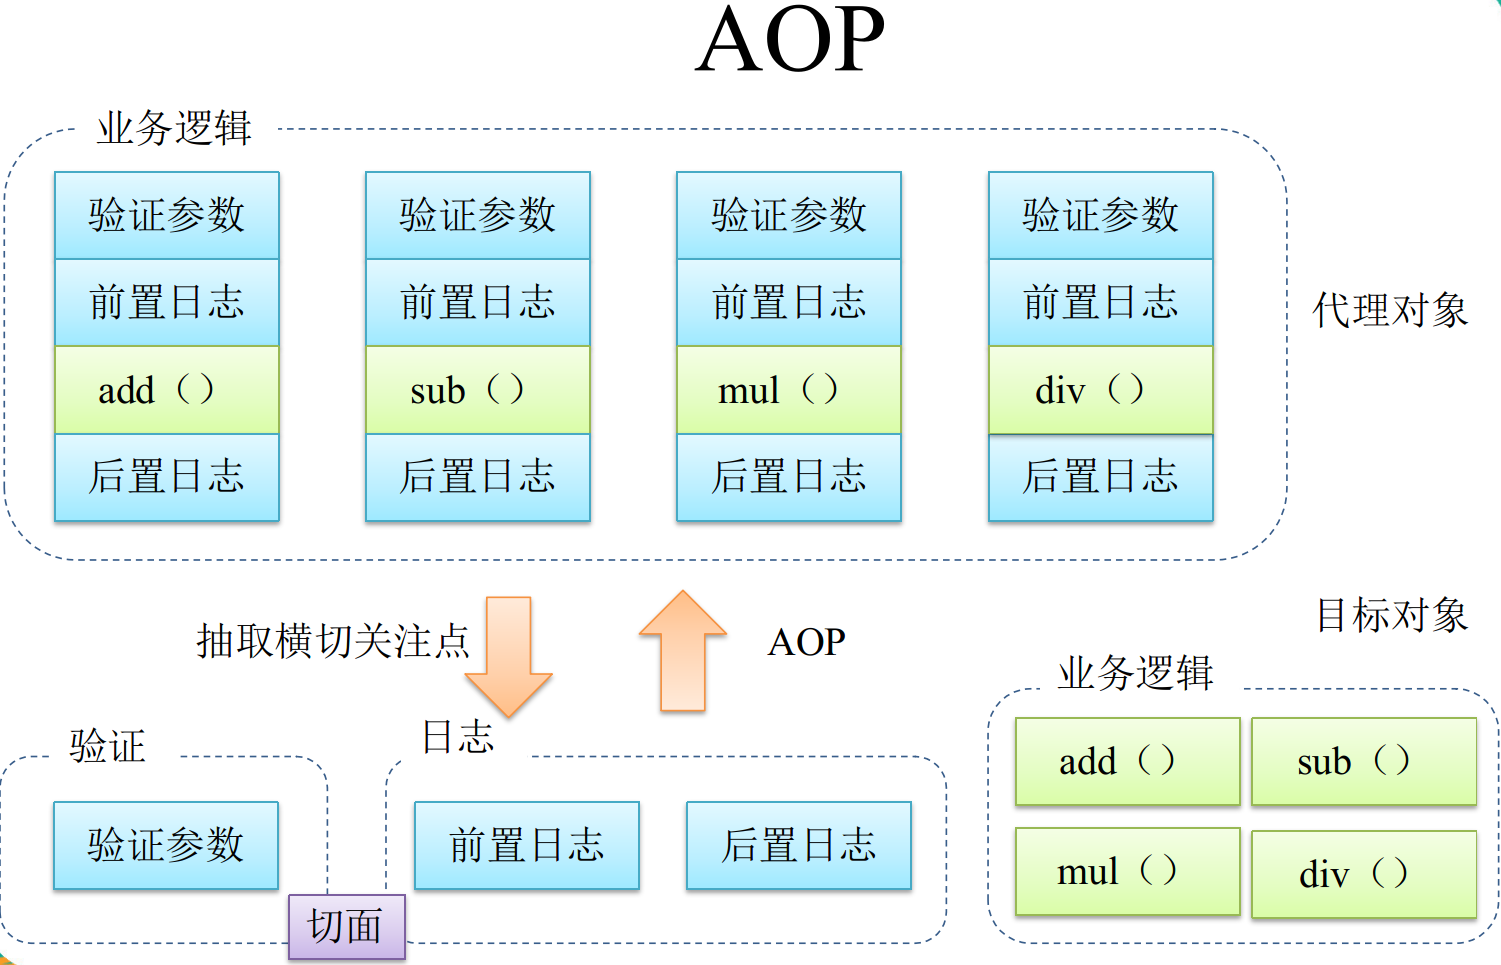 AOP
业务逻辑
验证参数
验证参数
验证参数
验证参数
前置日志
前置日志
前置日志
前置日志
代理对象
add（）
sub（）
mul（）
div（）
后置日志
后置日志
后置日志
后置日志
抽取横切关注点
AOP
目标对象
业务逻辑
验证
日志
add（）
sub（）
验证参数
前置日志
后置日志
mul（）
div（）
切面